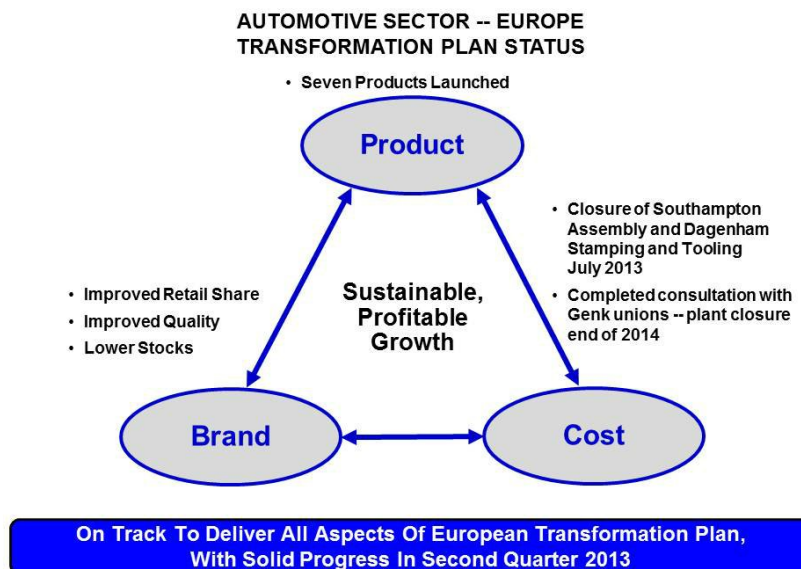 AUTOMOTIVE SECTOR -- EUROPE
TRANSFORMATION PLAN STATUS
• Seven Products Launched
Product
• Closure of Southampton
Assembly and Dagenham
Stamping and Tooling
July 2013
• Completed consultation with
Genk unions -- plant closure
end of 2014
• Improved Retail Share
• Improved Quality
• Lower Stocks
Sustainable,
Profitable
Growth
Brand
Cost
On Track To Deliver All Aspects Of European Transformation Plan,
With Solid Progress In Second Quarter 2013